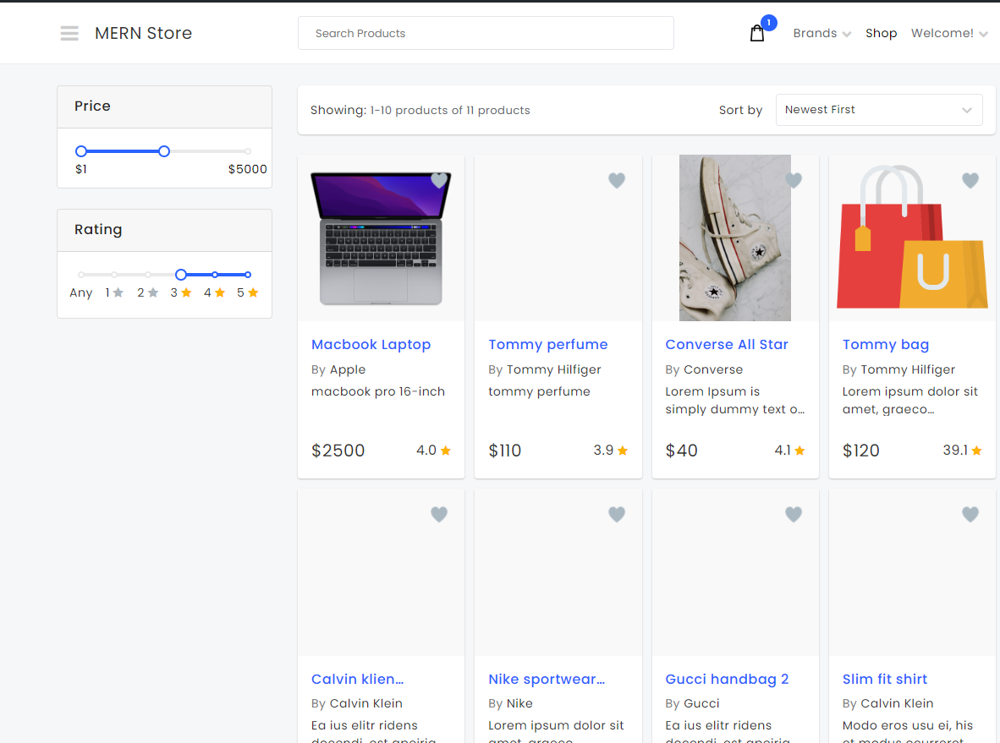 MERN Store
Search Products
1
Brands
Shop
Welcome!
Price
$1
$5000
Rating
Any 1 2 3 4 5
Showing: 1-10 products of 11 products
Sort by
Newest First
Macbook Laptop
By Apple
macbook pro 16-inch
$2500
4.0
Tommy perfume
By Tommy Hilfiger
tommy perfume
$110
3.9
Converse All Star
By Converse
Lorem Ipsum is
simply dummy text o...
$40
4.1
Tommy bag
By Tommy Hilfiger
Lorem ipsum dolor sit
amet, graeco...
$120
39.1
Calvin klien...
By Calvin Klein
Ea ius elitr ridens
Nike sportwear...
By Nike
Lorem ipsum dolor sit
Gucci handbag 2
By Gucci
Ea ius elitr ridens
Slim fit shirt
By Calvin Klein
Modo eros usu ei, his